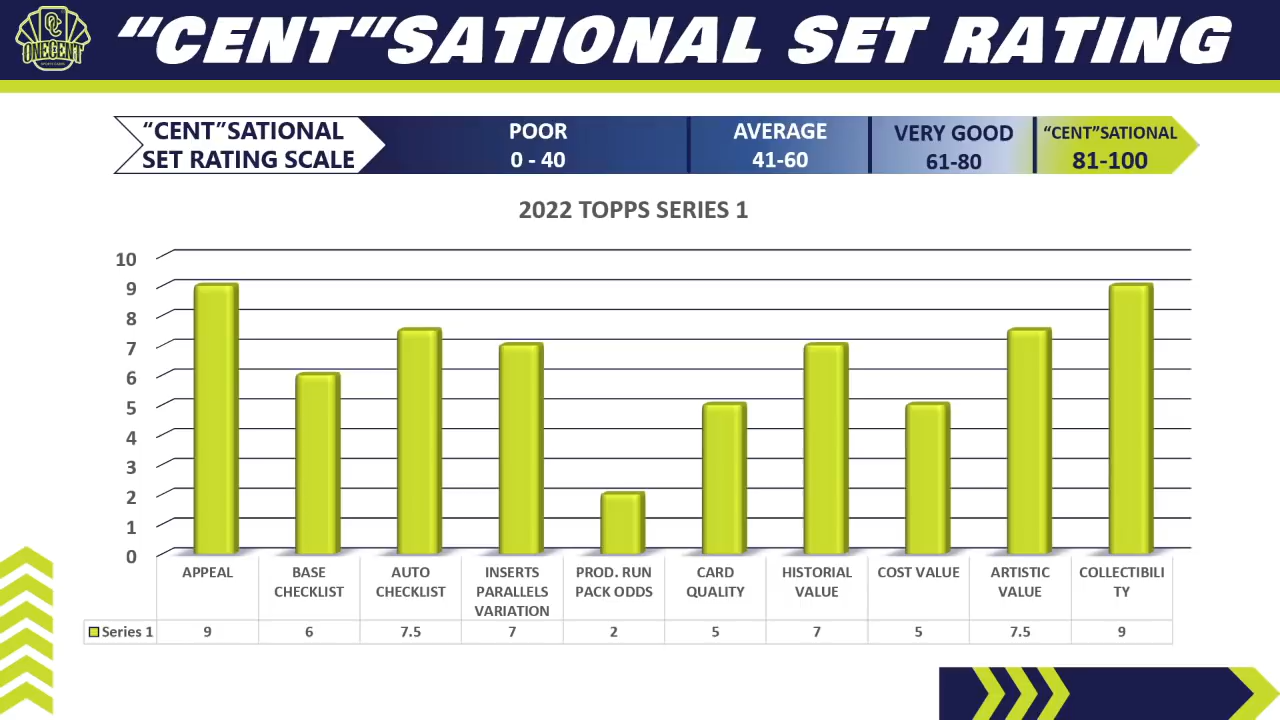 “CENT”SATIONAL SET RATING
OC
ONECENT
“CENT”SATIONAL
SET RATING SCALE
POOR
0 - 40
AVERAGE
41-60
VERY GOOD
61-80
“CENT”SATIONAL
81-100
2022 TOPPS SERIES 1
10
9
8
7
6
5
4
3
2
1
0
APPEAL
BASE
CHECKLIST
AUTO
CHECKLIST
INSERTS
PARALLELS
VARIATION
PROD. RUN
PACK ODDS
CARD
QUALITY
HISTORIAL
VALUE
COST VALUE
ARTISTIC
VALUE
COLLECTIBILI
TY
Series 1 9 6 7.5 7 2 5 7 5 7.5 9